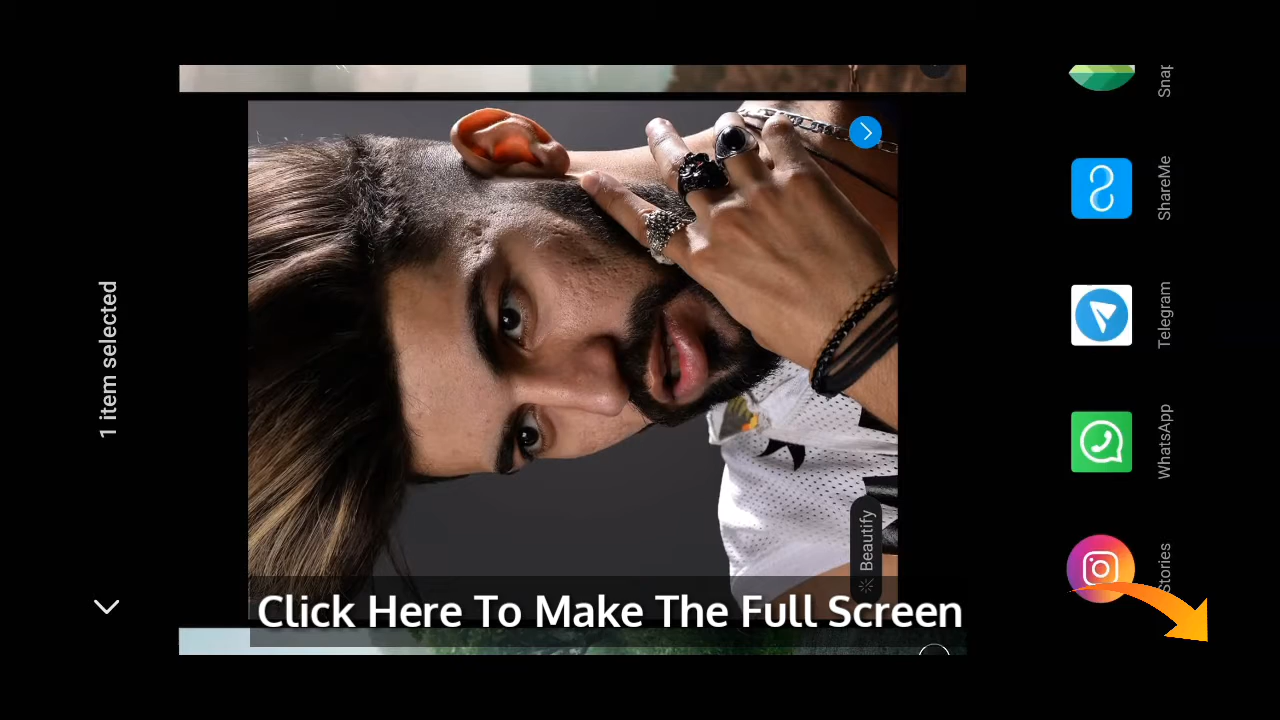 1 item selected
Beautify
Click Here To Make The Full Screen
Snap
ShareMe
Telegram
WhatsApp
Stories